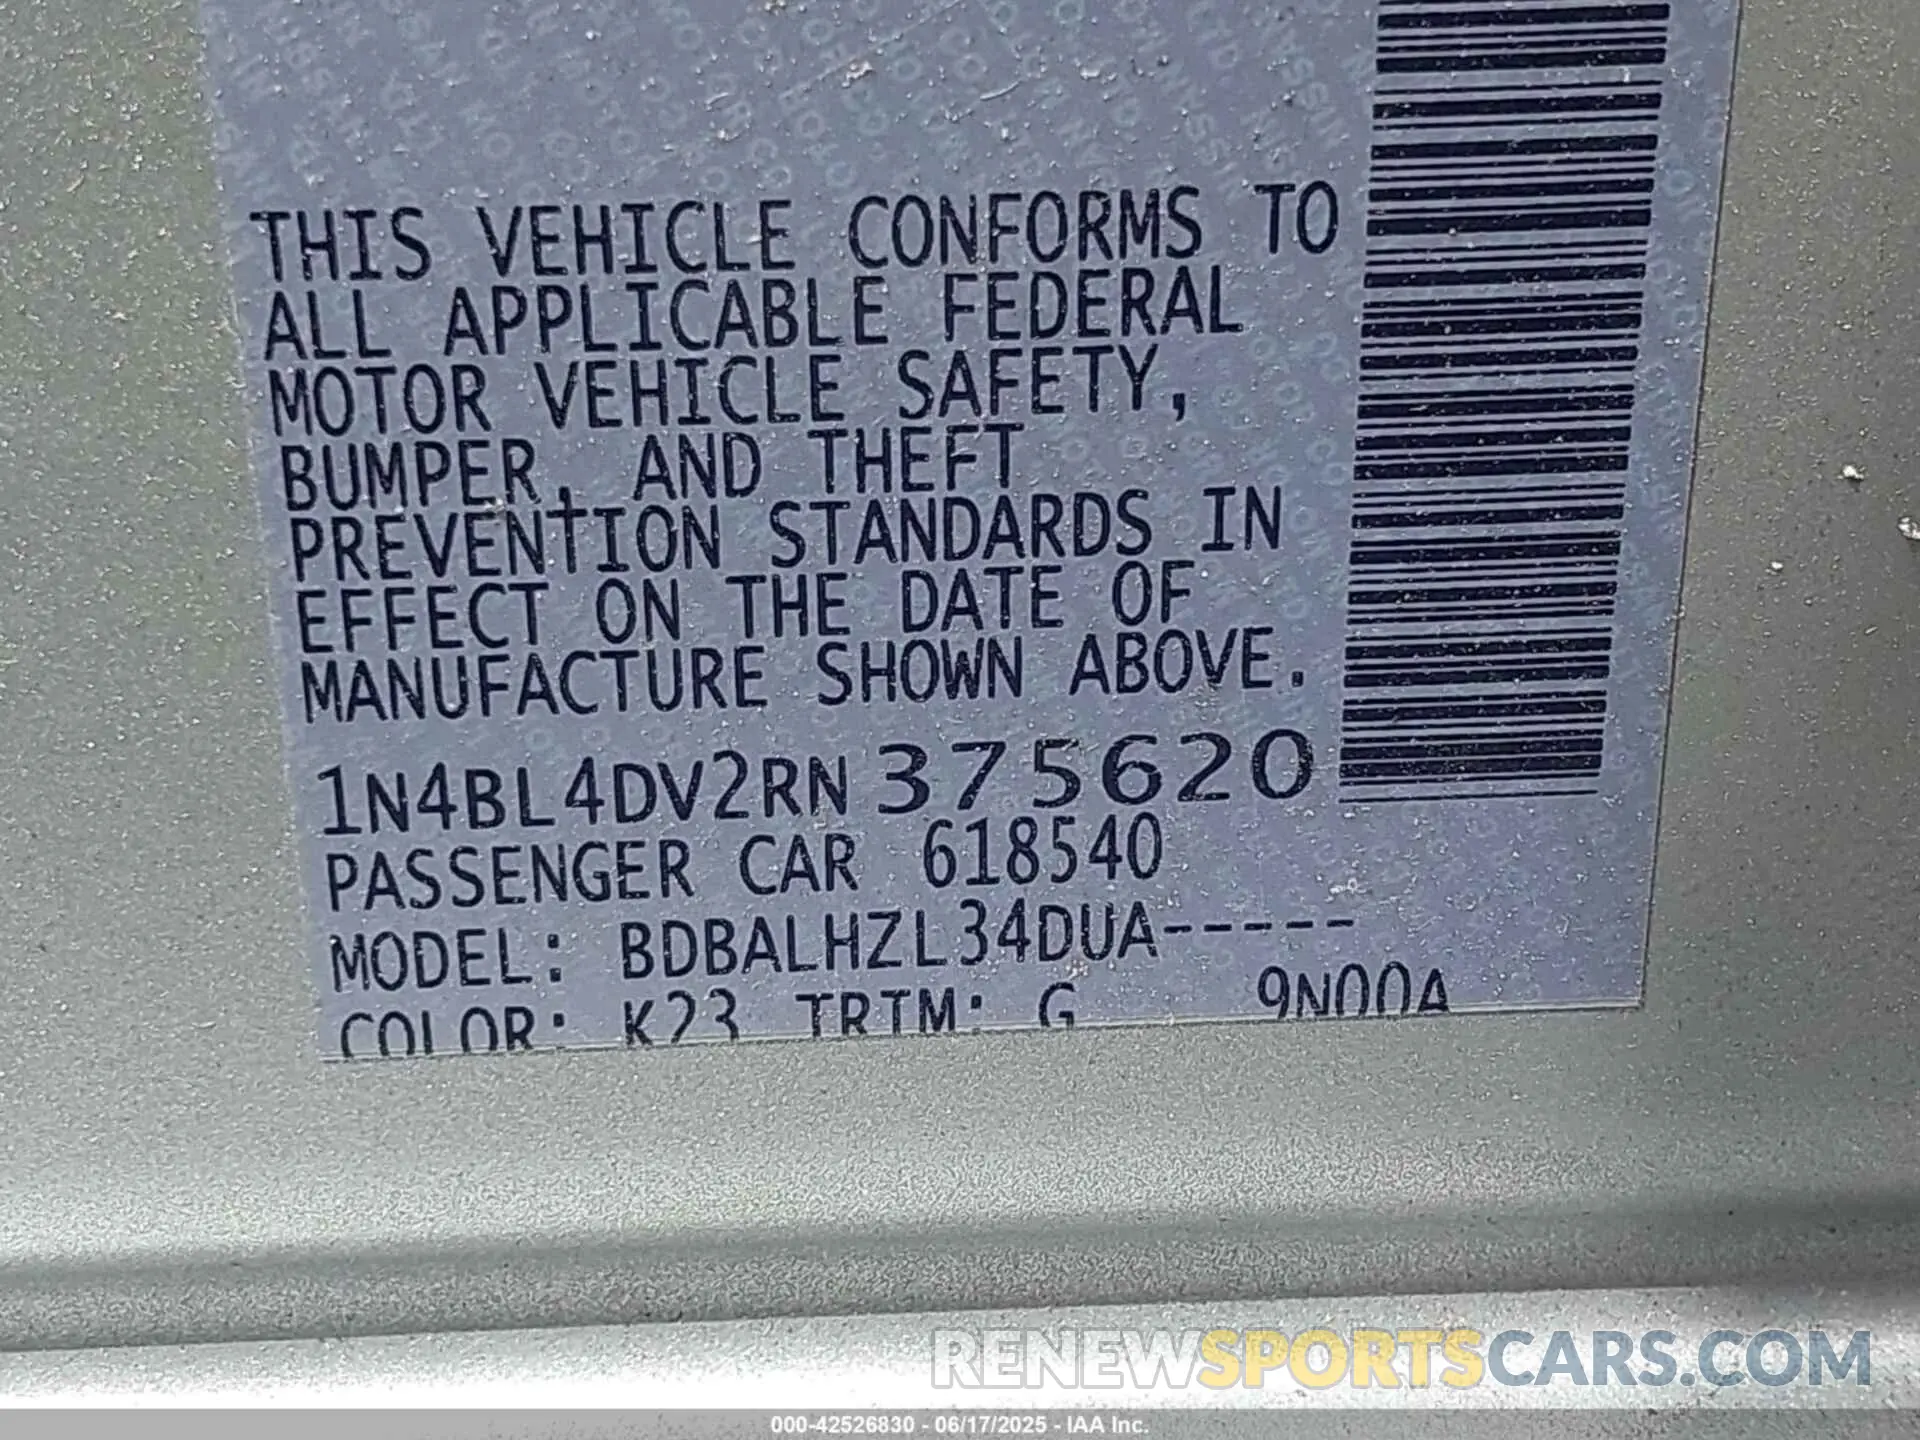 THIS VEHICLE CONFORMS TO
ALL APPLICABLE FEDERAL
MOTOR VEHICLE SAFETY,
BUMPER, AND THEFT
PREVENTION STANDARDS IN
EFFECT ON THE DATE OF
MANUFACTURE SHOWN ABOVE.
1N4BL4DV2RN375620
PASSENGER CAR 618540
MODEL: BDBALHZL34DUA-----
COLOR: K23 TRIM: G 9N00A
RENEWSPORTSCARS.COM
000-42526830 - 06/17/2025 - IAA Inc.